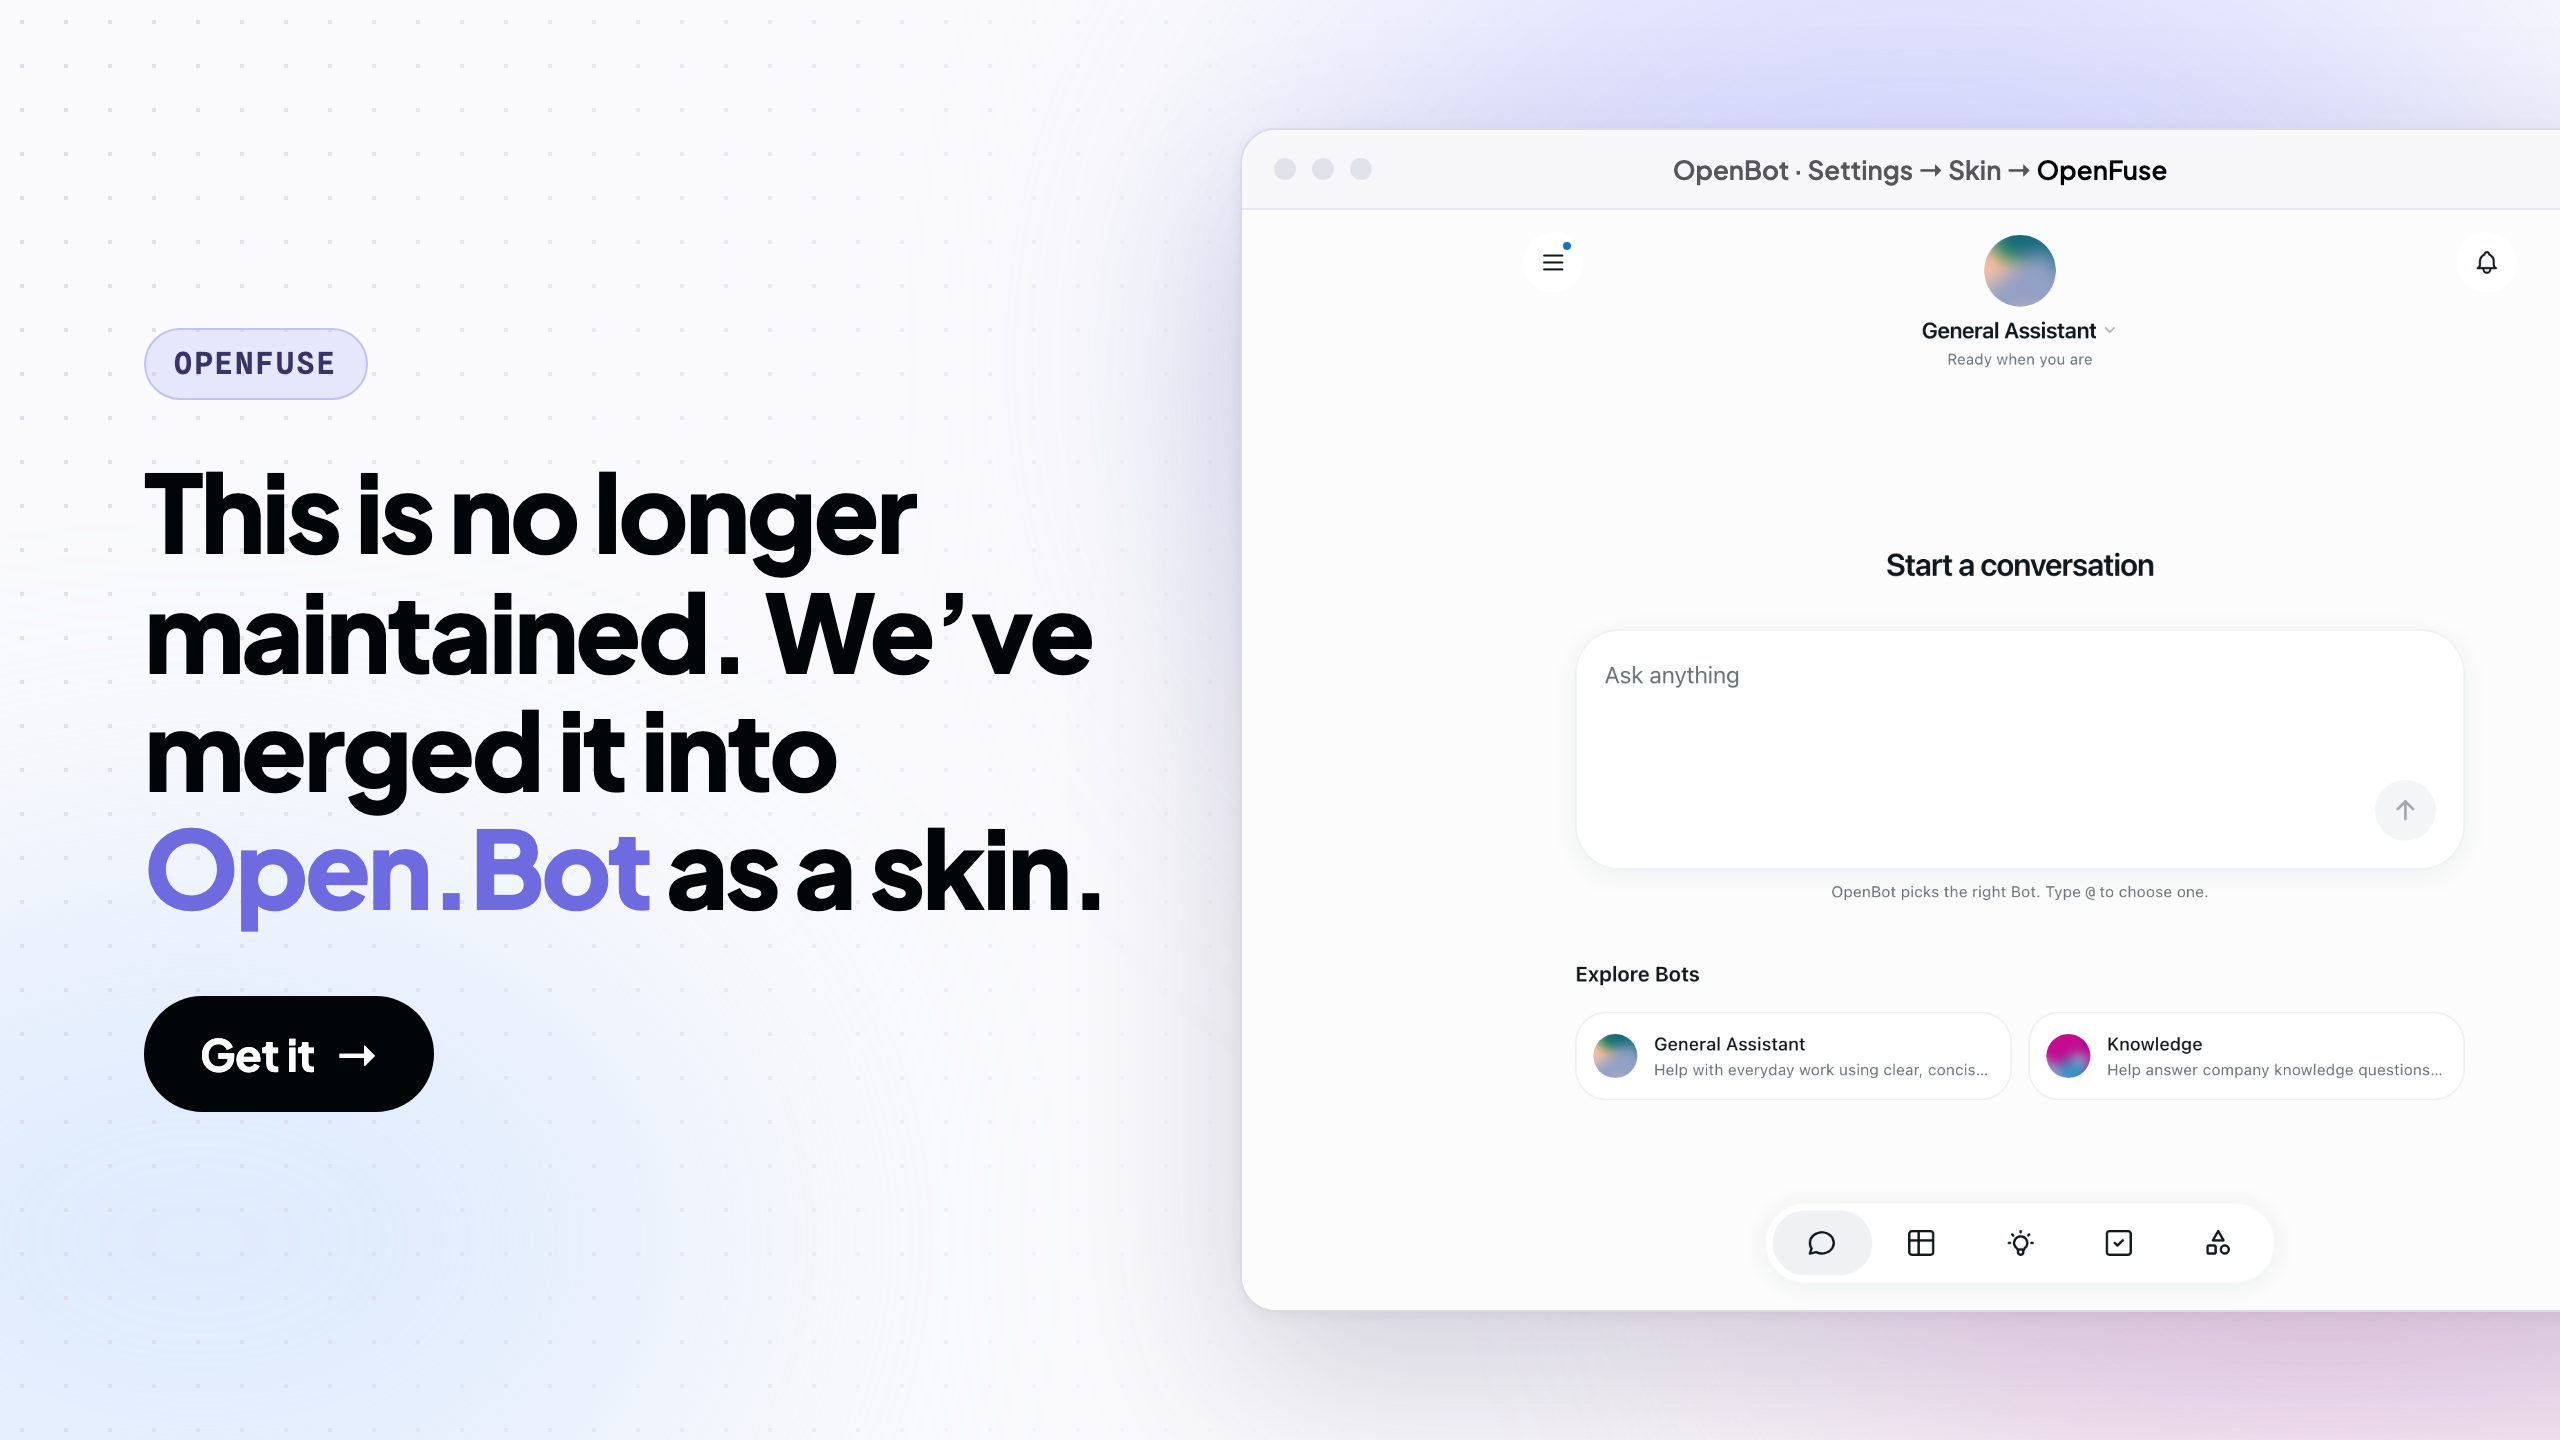 OPENFUSE
This is no longer
maintained. We’ve
merged it into
Open.Bot as a skin.
Get it →
OpenBot · Settings → Skin → OpenFuse
General Assistant
Ready when you are
Start a conversation
Ask anything
OpenBot picks the right Bot. Type @ to choose one.
Explore Bots
General Assistant
Help with everyday work using clear, concis...
Knowledge
Help answer company knowledge questions...